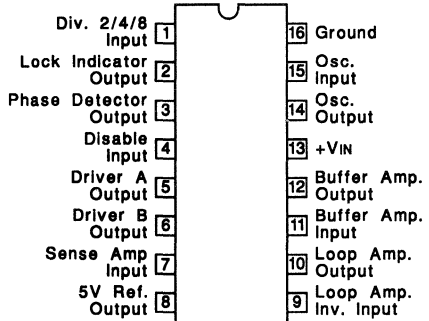 Div. 2/4/8
Input 1
Lock Indicator
Output 2
Phase Detector
Output 3
Disable
Input 4
Driver A
Output 5
Driver B
Output 6
Sense Amp
Input 7
5V Ref.
Output 8
16 Ground
15 Osc.
Input
14 Osc.
Output
13 +VIN
12 Buffer Amp.
Output
11 Buffer Amp.
Input
10 Loop Amp.
Output
9 Loop Amp.
Inv. Input